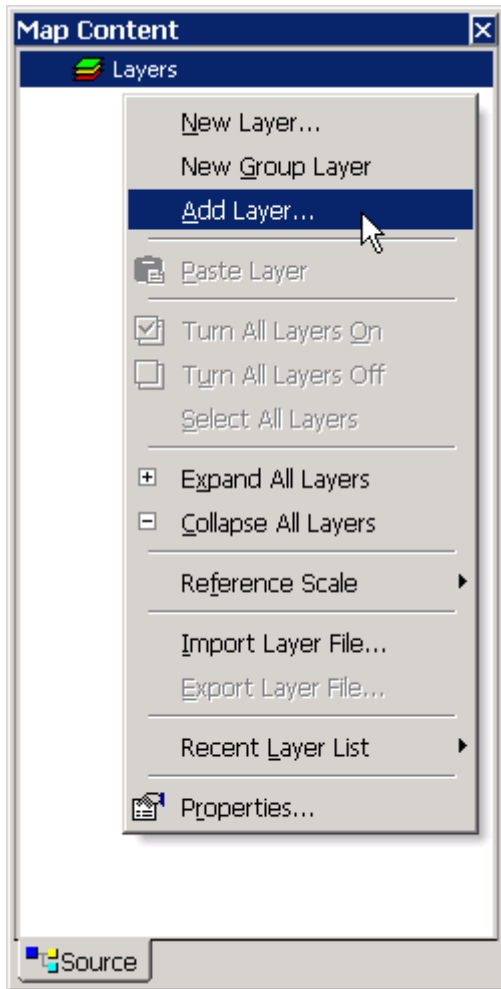 Map Content
Layers
New Layer...
New Group Layer
Add Layer...
Paste Layer
Turn All Layers On
Turn All Layers Off
Select All Layers
Expand All Layers
Collapse All Layers
Reference Scale
Import Layer File...
Export Layer File...
Recent Layer List
Properties...
Source